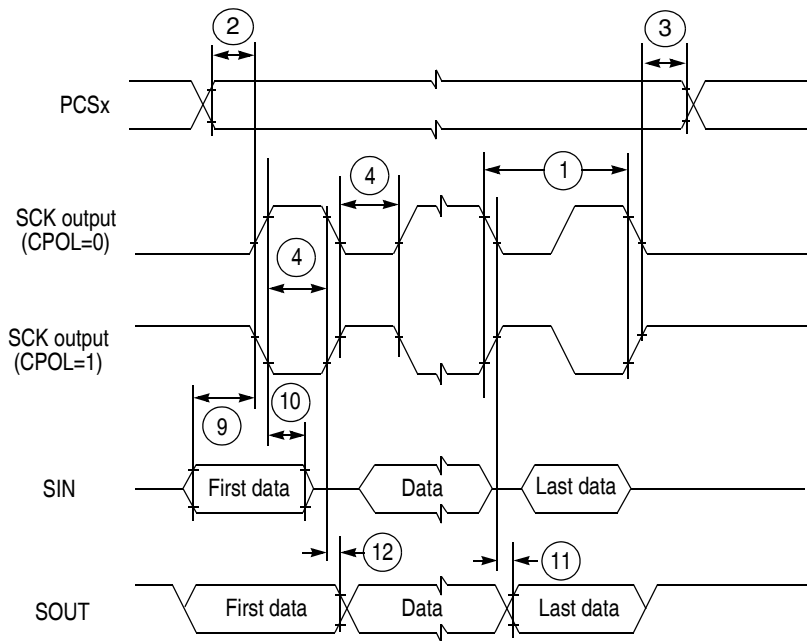 2
3
PCSx
4
1
SCK output
(CPOL=0)
4
SCK output
(CPOL=1)
9
10
SIN
First data
Data
Last data
12
11
SOUT
First data
Data
Last data